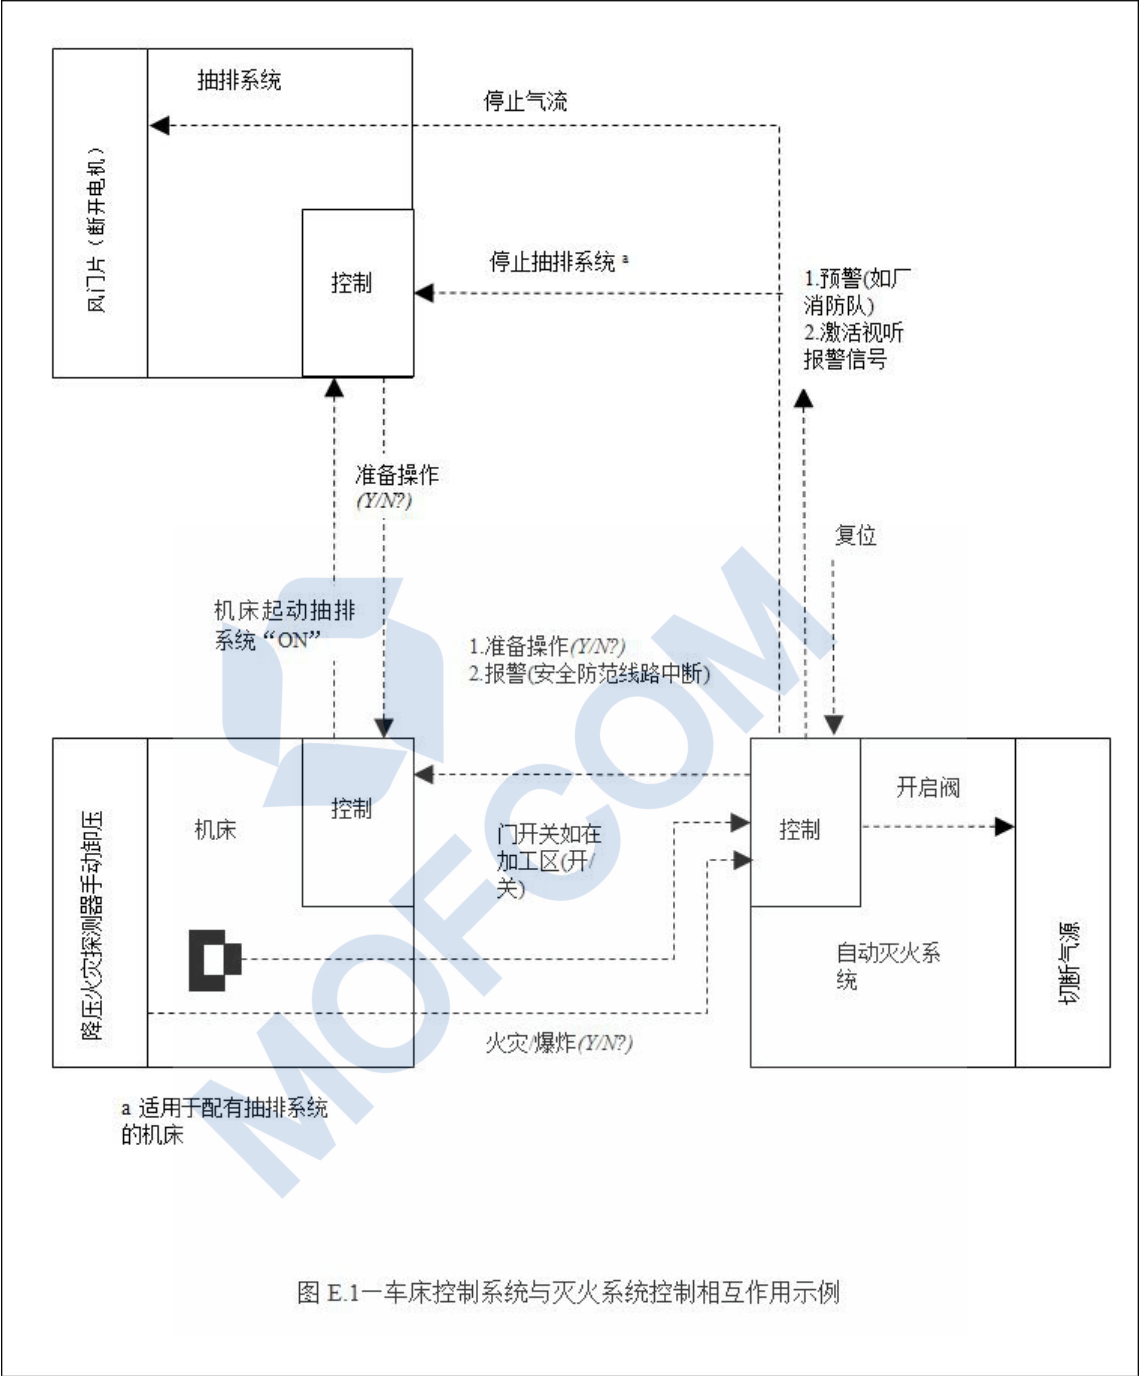 抽排系统
停止气流
风门片（断开电机）
控制
停止抽排系统 a
1.预警(如厂
消防队)
2.激活视听
报警信号
准备操作
(Y/N?)
复位
机床起动抽排
系统“ON”
1.准备操作(Y/N?)
2.报警(安全防范线路中断)
降压火灾探测器手动卸压
机床
控制
门开关如在
加工区(开/
关)
控制
开启阀
自动灭火系
统
切断气源
火灾/爆炸(Y/N?)
a 适用于配有抽排系统
的机床
MOFCOM
图 E.1一车床控制系统与灭火系统控制相互作用示例